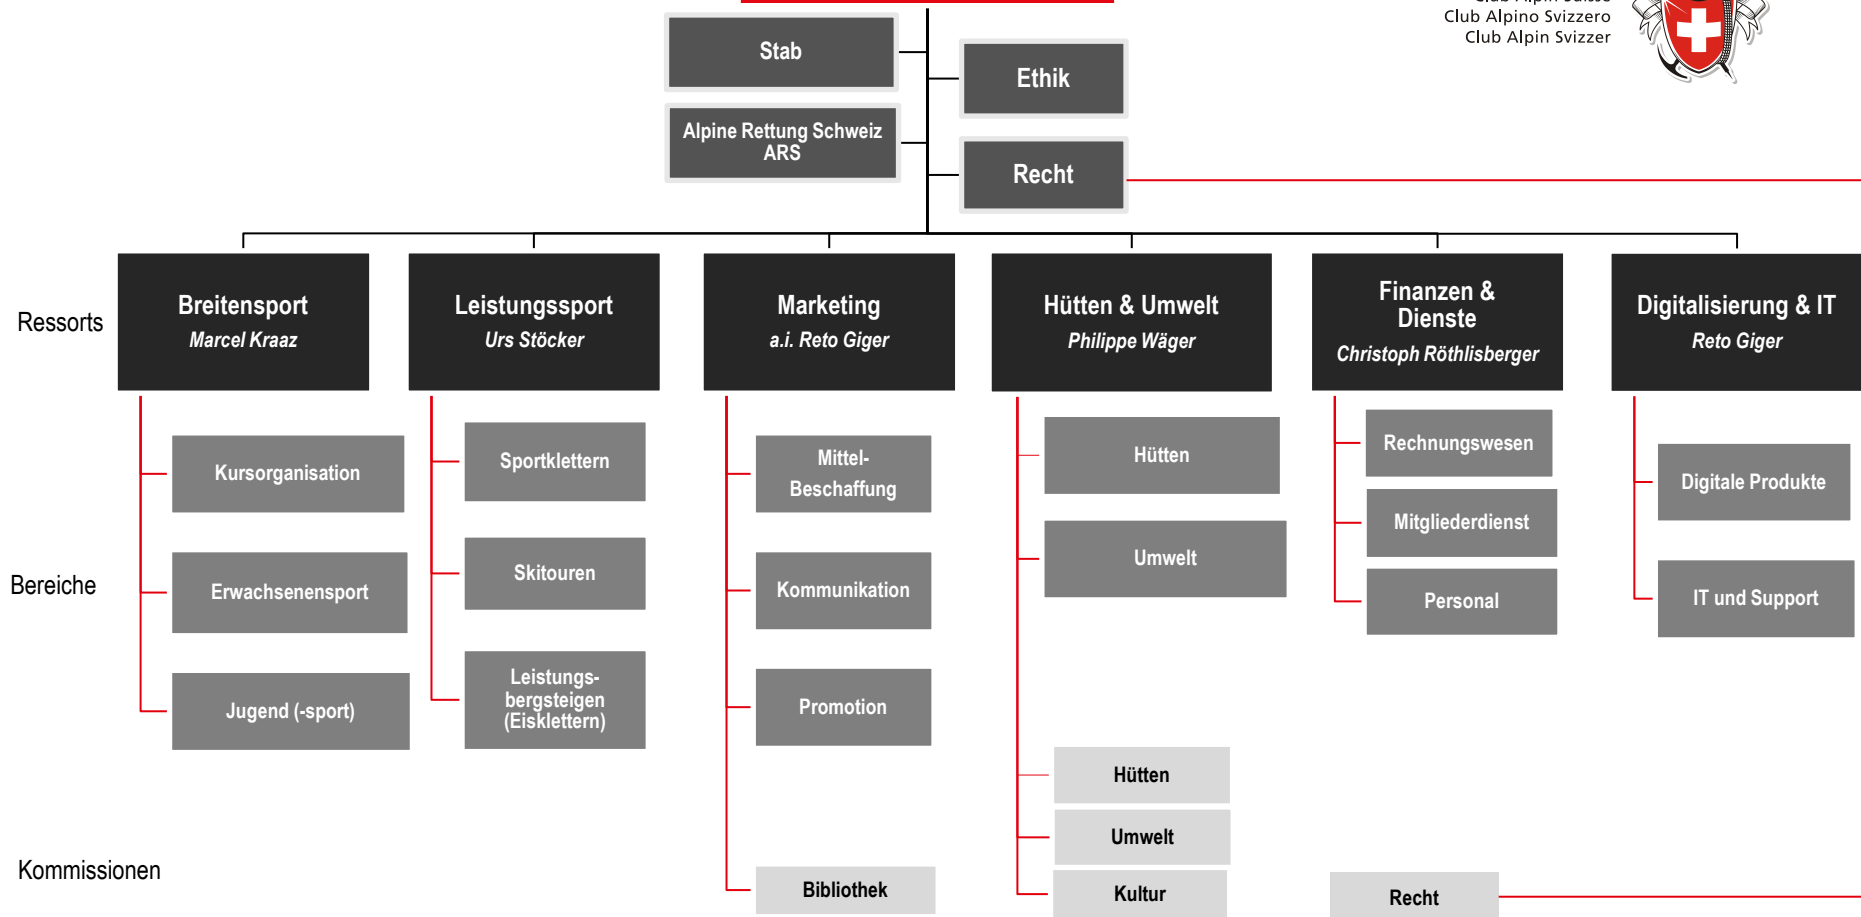 Club Alpin Suisse
Club Alpino Svizzero
Club Alpin Svizzer
Stab
Ethik
Alpine Rettung Schweiz
ARS
Recht
Ressorts
Breitensport
Marcel Kraaz
Leistungssport
Urs Stöcker
Marketing
a.i. Reto Giger
Hütten & Umwelt
Philippe Wäger
Finanzen &
Dienste
Christoph Röthlisberger
Digitalisierung & IT
Reto Giger
Bereiche
Kursorganisation
Erwachsenensport
Jugend (-sport)
Sportklettern
Skitouren
Leistungs-
bergsteigen
(Eisklettern)
Mittel-
Beschaffung
Kommunikation
Promotion
Hütten
Umwelt
Rechnungswesen
Mitgliederdienst
Personal
Digitale Produkte
IT und Support
Kommissionen
Bibliothek
Hütten
Umwelt
Kultur
Recht